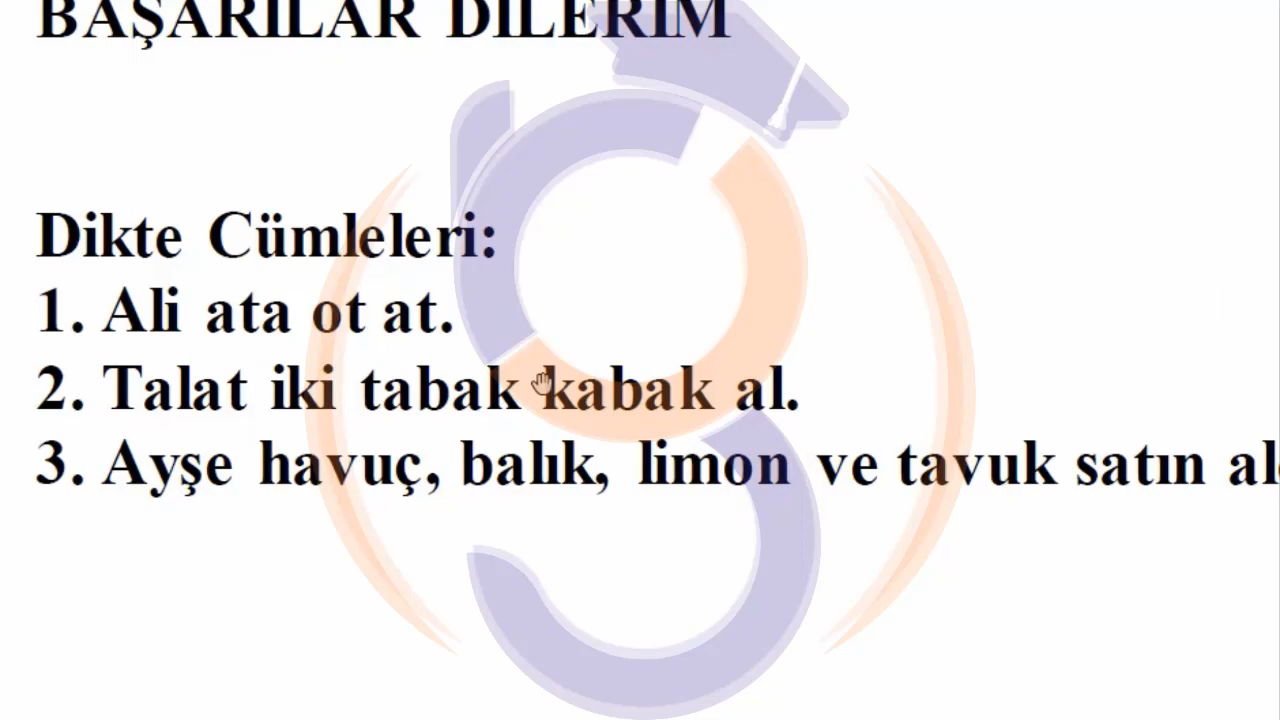 BAŞARILAR DİLERİM
Dikte Cümleleri:
1. Ali ata ot at.
2. Talat iki tabak kabak al.
3. Ayşe havuç, balık, limon ve tavuk satın